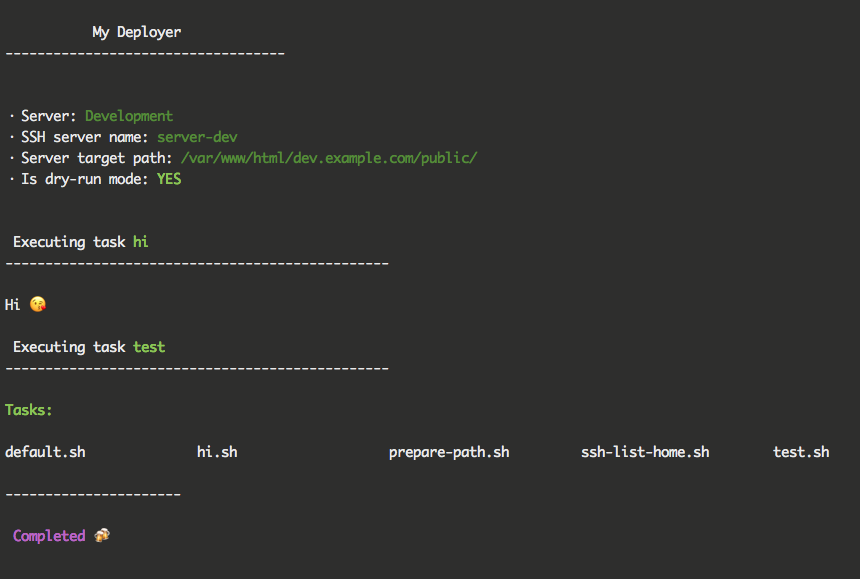 My Deployer
-----------------------------------
· Server: Development
· SSH server name: server-dev
· Server target path: /var/www/html/dev.example.com/public/
· Is dry-run mode: YES
Executing task hi
------------------------------------------------
Hi 😘
Executing task test
------------------------------------------------
Tasks:
default.sh hi.sh prepare-path.sh ssh-list-home.sh test.sh
----------------------
Completed 🍻